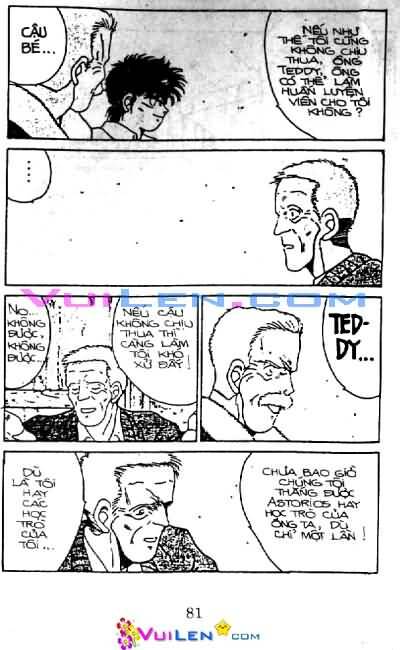 CẬU
BÉ...
NẾU NHƯ
THẾ TÔI CŨNG
KHÔNG CHỊU
THUA, ÔNG
TEDDY, ÔNG
CÓ THỂ LÀM
HUẤN LUYỆN
VIÊN CHO TÔI
KHÔNG ?
...
NO...
KHÔNG
ĐƯỢC,
KHÔNG
ĐƯỢC...
NẾU CẬU
KHÔNG CHỊU
THUA THÌ
CÀNG LÀM
TÔI KHÓ
XỬ ĐẤY !
TED-
DY...
VUILEN.COM
DÙ
LÀ TÔI
HAY
CÁC
HỌC
TRÒ
CỦA
TÔI...
CHƯA BAO GIỜ
CHÚNG TÔI
THẮNG ĐƯỢC
ASTORIOS HAY
HỌC TRÒ CỦA
ÔNG TA, DÙ
CHỈ MỘT LẦN !
81
VUILEN.COM